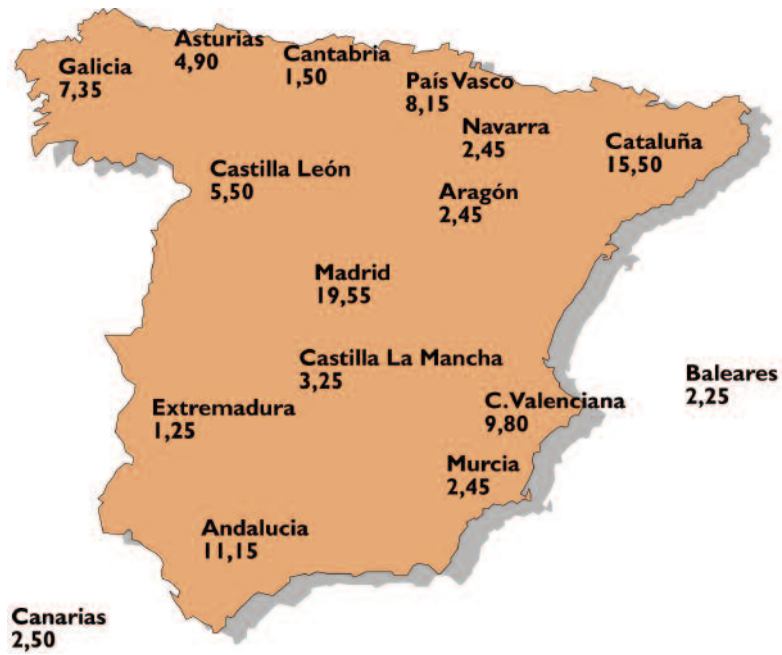 Asturias
4,90
Cantabria
1,50
Galicia
7,35
País Vasco
8,15
Navarra
2,45
Cataluña
15,50
Castilla León
5,50
Aragón
2,45
Madrid
19,55
Castilla La Mancha
3,25
Baleares
2,25
Extremadura
1,25
C.Valenciana
9,80
Murcia
2,45
Andalucia
11,15
Canarias
2,50